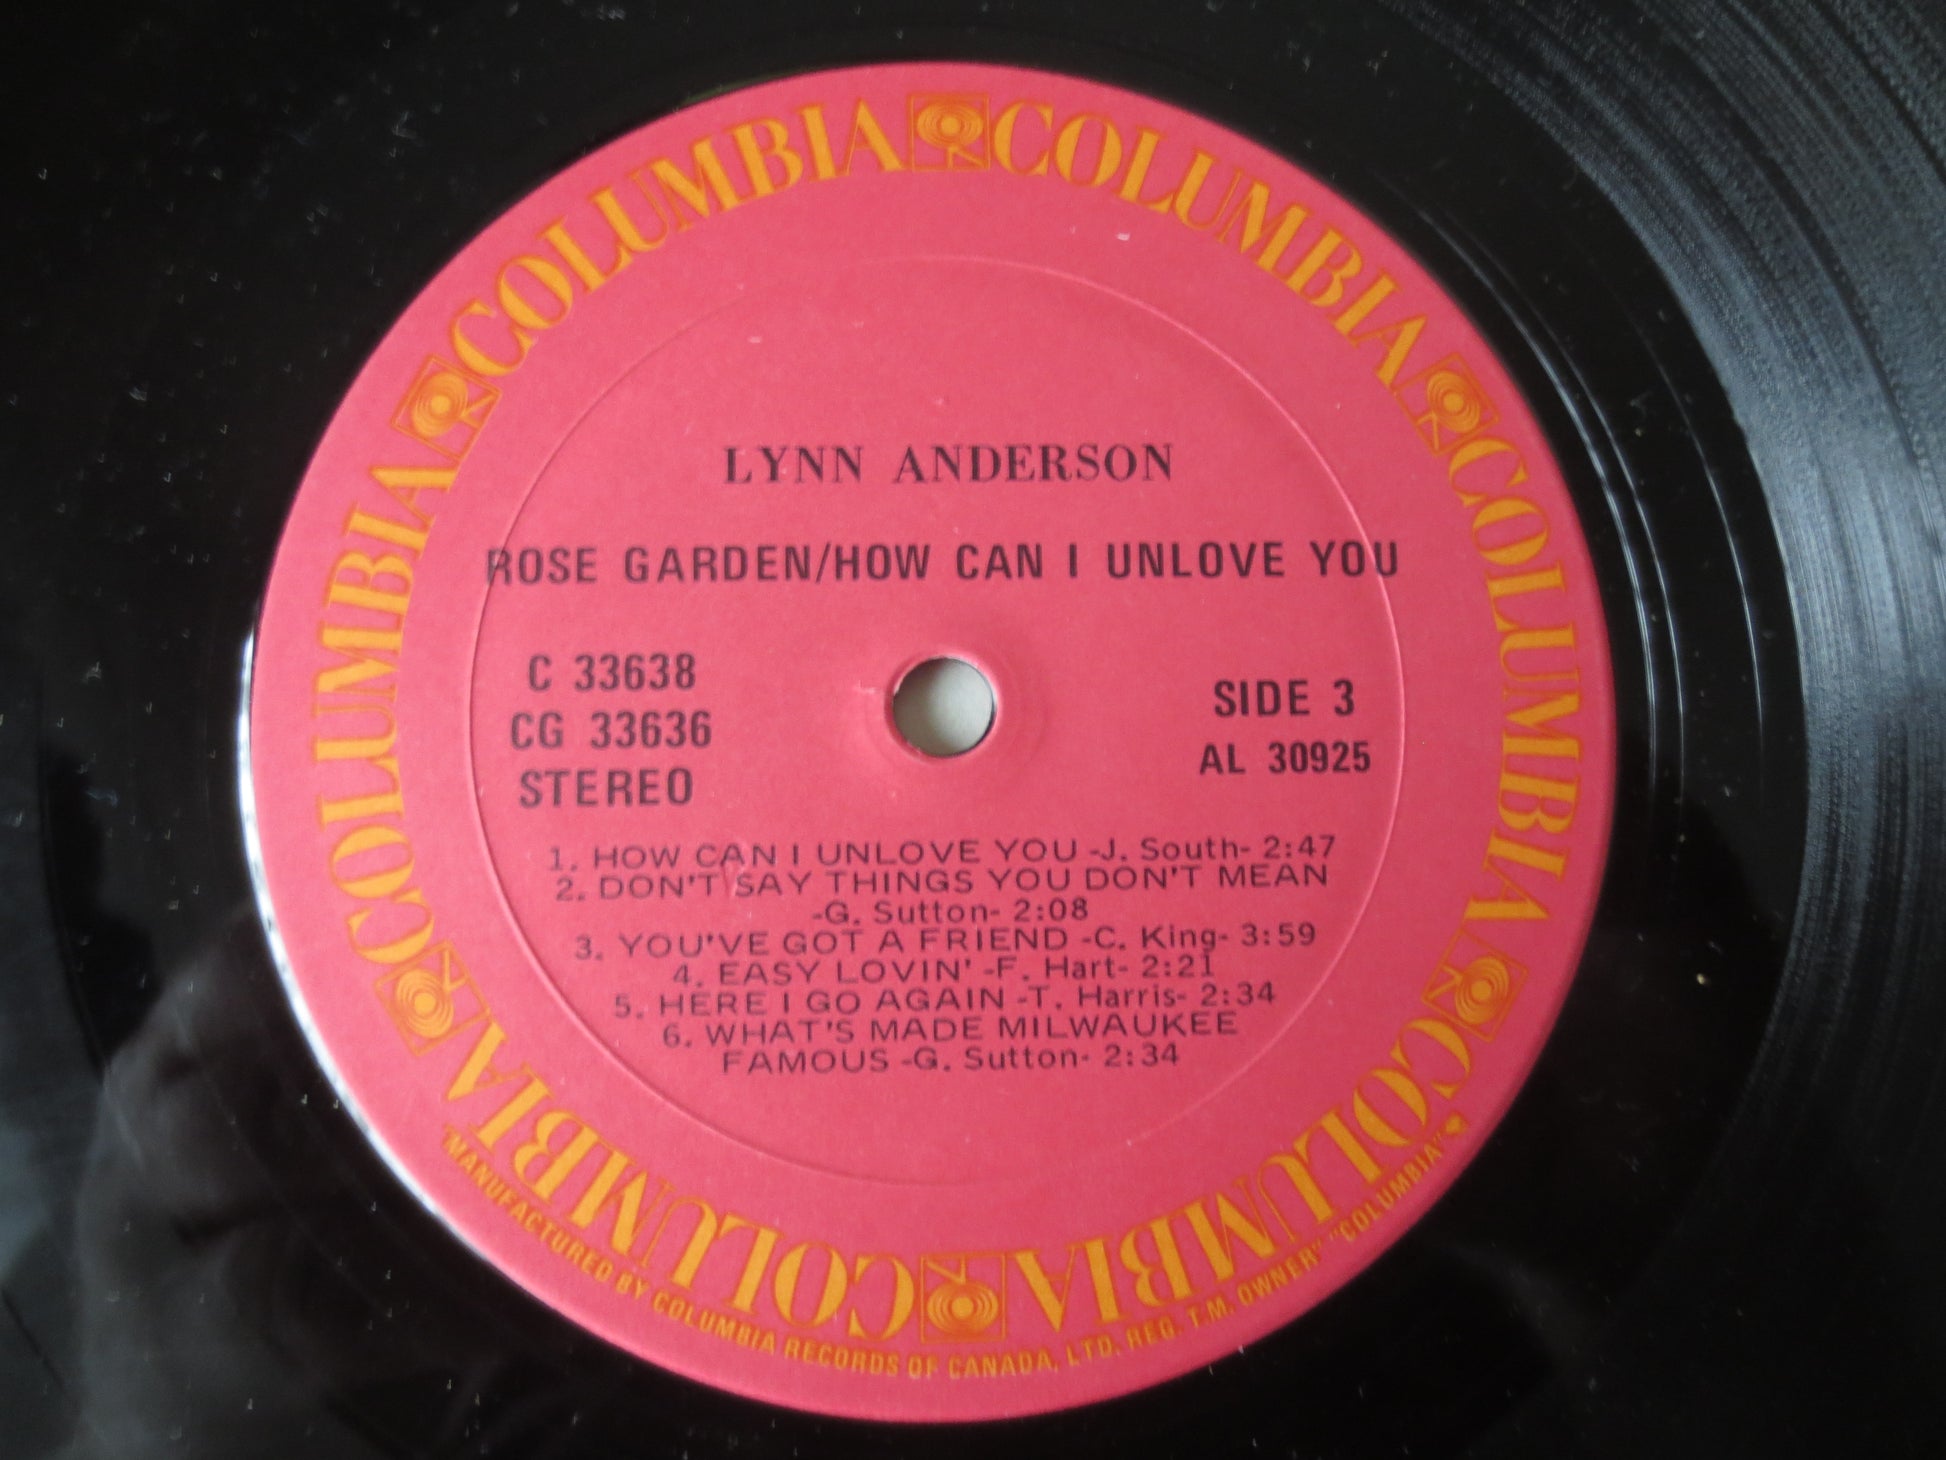 COLUMBIA COLUMBIA COLUMBIA COLUMBIA COLUMBIA COLUMBIA
LYNN ANDERSON
ROSE GARDEN/HOW CAN I UNLOVE YOU
C 33638
CG 33636
STEREO
SIDE 3
AL 30925
1. HOW CAN I UNLOVE YOU -J. South- 2:47
2. DON'T SAY THINGS YOU DON'T MEAN
-G. Sutton- 2:08
3. YOU'VE GOT A FRIEND -C. King- 3:59
4. EASY LOVIN' -F. Hart- 2:21
5. HERE I GO AGAIN -T. Harris- 2:34
6. WHAT'S MADE MILWAUKEE
FAMOUS -G. Sutton- 2:34
"MANUFACTURED BY COLUMBIA RECORDS OF CANADA, LTD. REG. T.M. OWNER" "COLUMBIA"